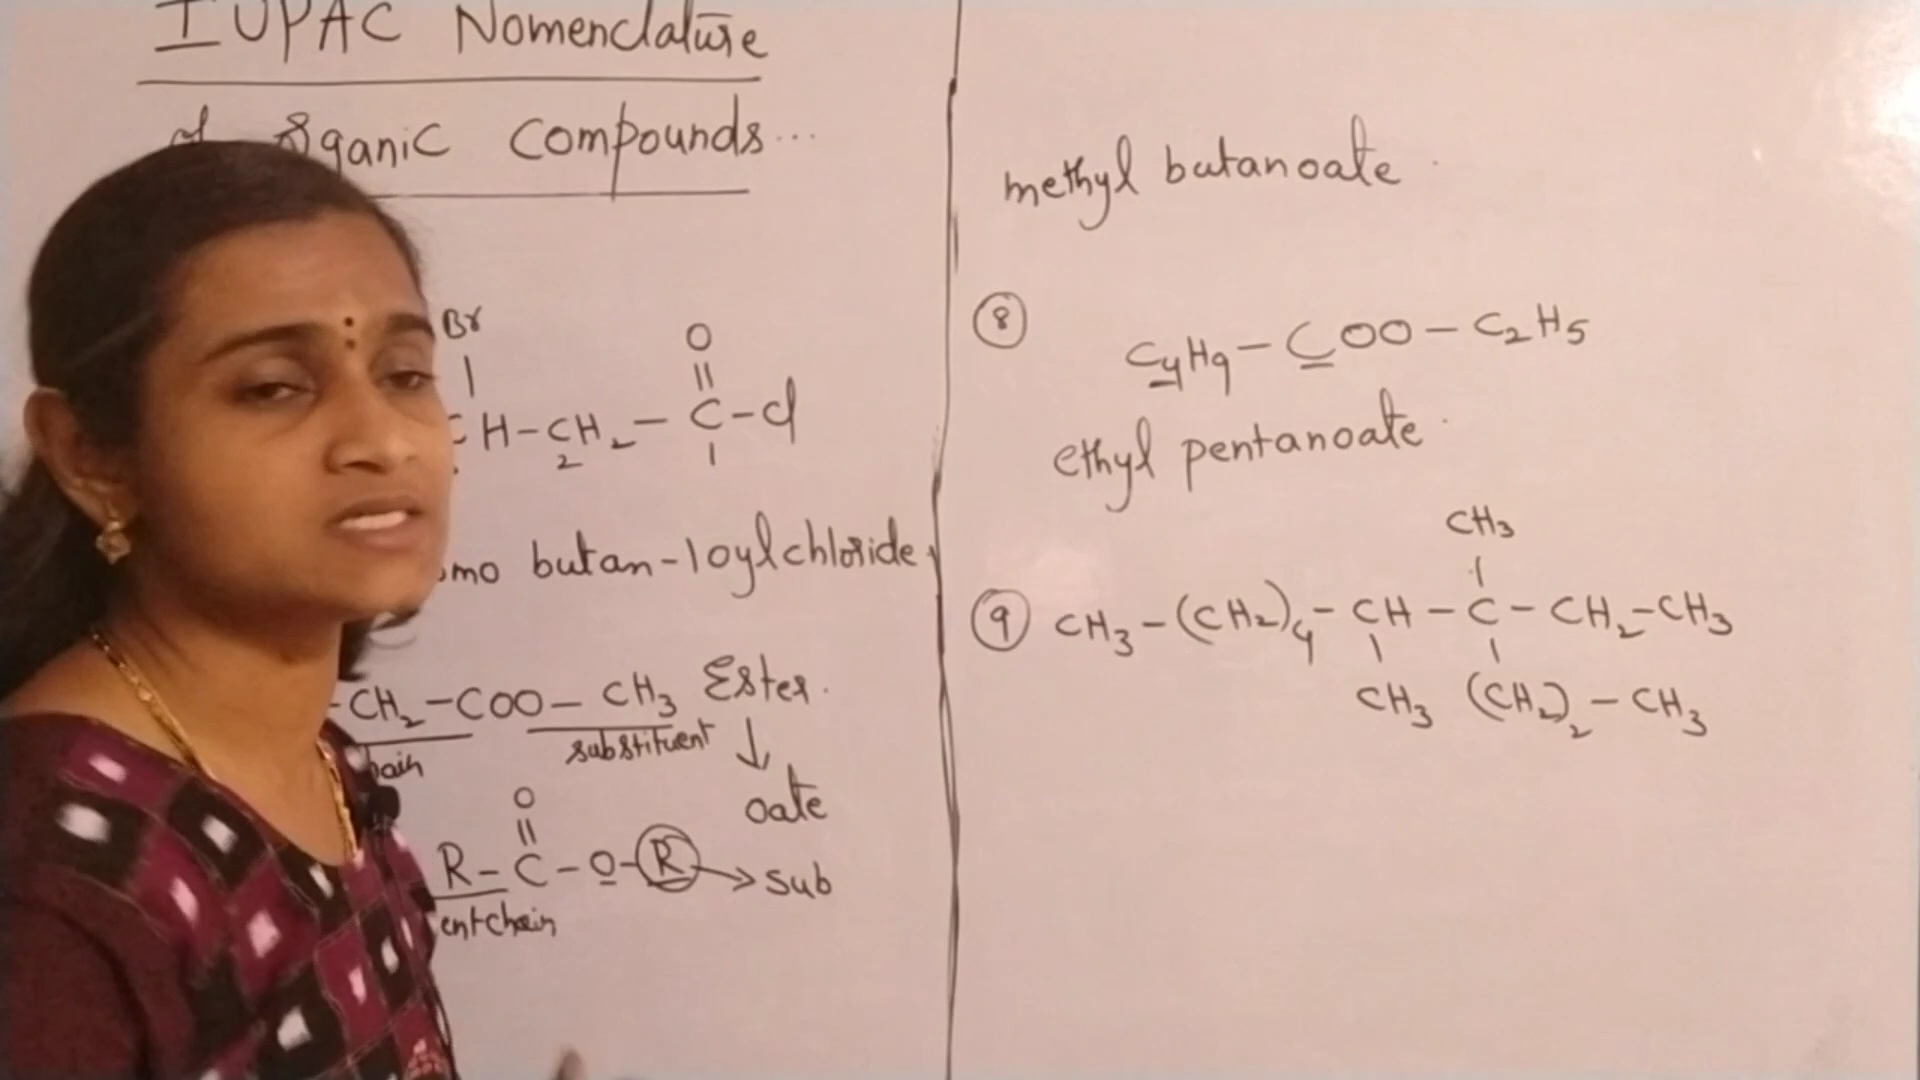 IUPAC Nomenclature
of organic compounds...
Br
O
||
CH-CH2-C-Cl
2 1
omo butan-1oylchloride
-CH2-COO-CH3 Ester.
hain substituent ↓
oate
O
||
R-C-O-R→sub
entchain
methyl butanoate.
⑧ C4H9-COO-C2H5
ethyl pentanoate.
CH3
⑨ CH3-(CH2)4-CH-C-CH2-CH3
CH3 (CH2)2-CH3